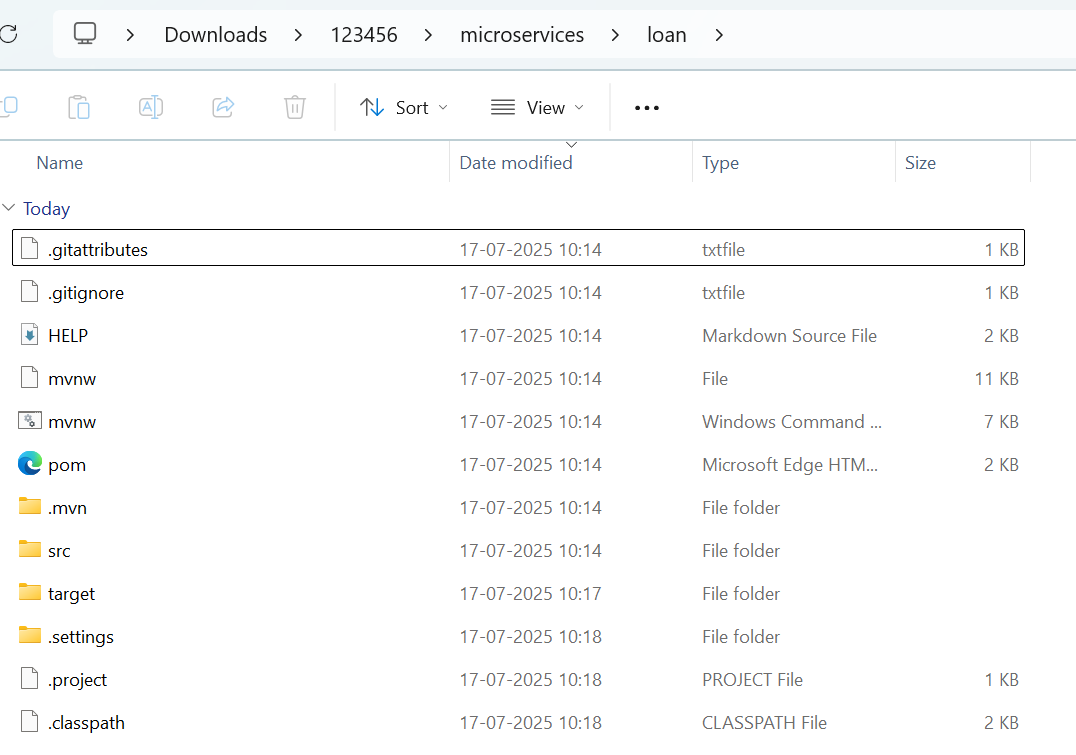 Downloads 123456 microservices loan
Sort View
Name Date modified Type Size
Today
.gitattributes 17-07-2025 10:14 txtfile 1 KB
.gitignore 17-07-2025 10:14 txtfile 1 KB
HELP 17-07-2025 10:14 Markdown Source File 2 KB
mvnw 17-07-2025 10:14 File 11 KB
mvnw 17-07-2025 10:14 Windows Command ... 7 KB
pom 17-07-2025 10:14 Microsoft Edge HTM... 2 KB
.mvn 17-07-2025 10:14 File folder
src 17-07-2025 10:14 File folder
target 17-07-2025 10:17 File folder
.settings 17-07-2025 10:18 File folder
.project 17-07-2025 10:18 PROJECT File 1 KB
.classpath 17-07-2025 10:18 CLASSPATH File 2 KB